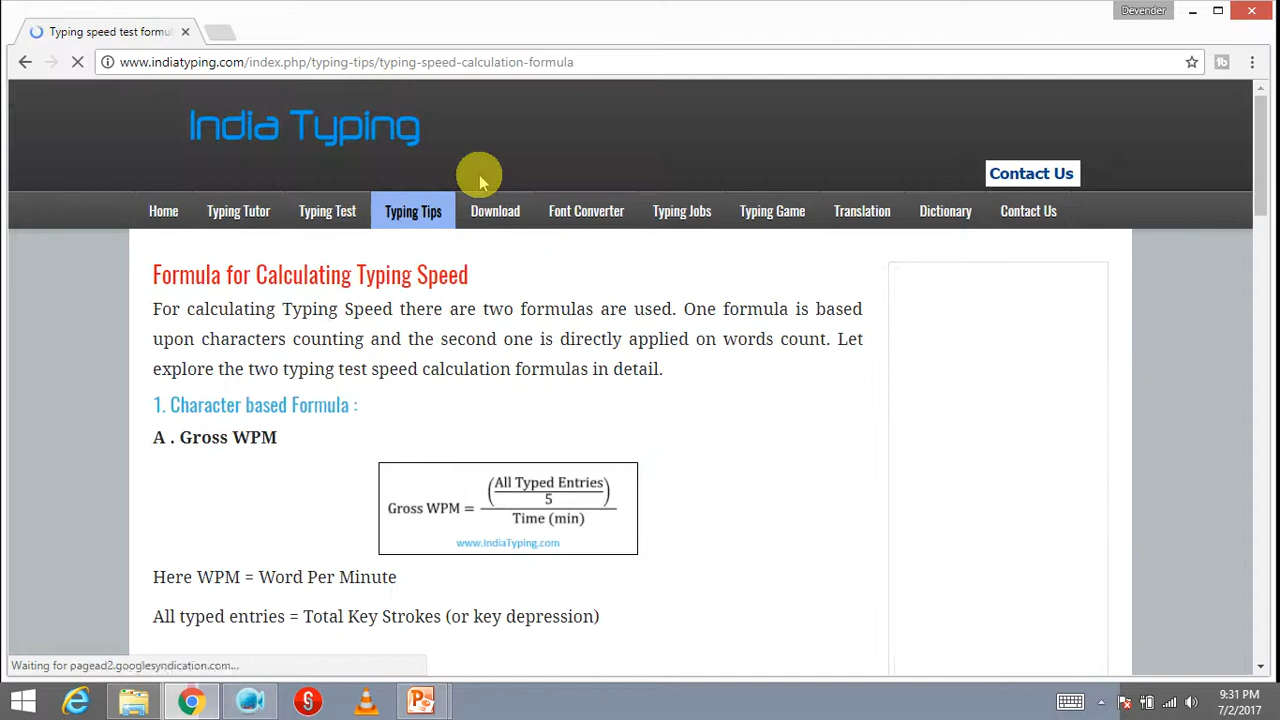 Devender
Typing speed test formul
www.indiatyping.com/index.php/typing-tips/typing-speed-calculation-formula
India Typing
Contact Us
Home Typing Tutor Typing Test Typing Tips Download Font Converter Typing Jobs Typing Game Translation Dictionary Contact Us
Formula for Calculating Typing Speed
For calculating Typing Speed there are two formulas are used. One formula is based
upon characters counting and the second one is directly applied on words count. Let
explore the two typing test speed calculation formulas in detail.
1. Character based Formula :
A . Gross WPM
Gross WPM = (All Typed Entries / 5) / Time (min)
www.IndiaTyping.com
Here WPM = Word Per Minute
All typed entries = Total Key Strokes (or key depression)
Waiting for pagead2.googlesyndication.com...
9:31 PM
7/2/2017